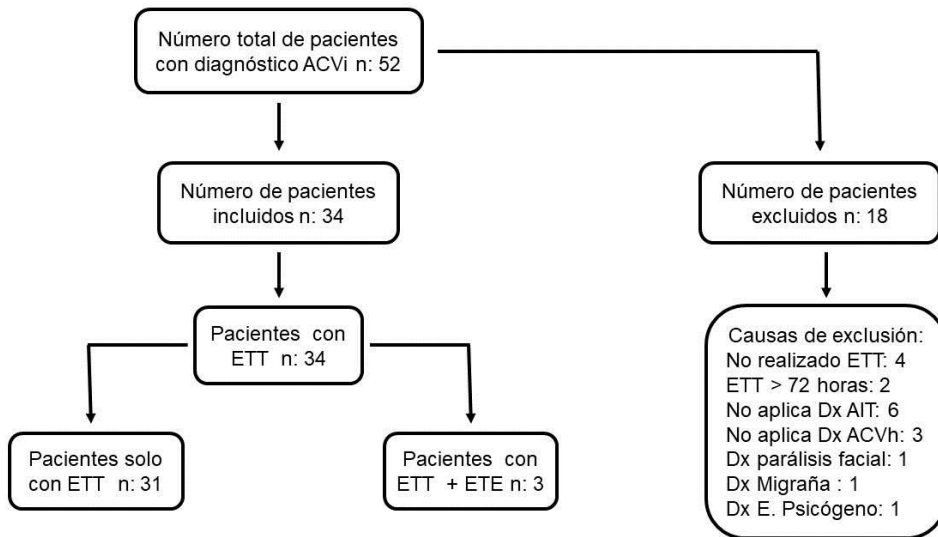 Número total de pacientes
con diagnóstico ACVi n: 52
Número de pacientes
incluidos n: 34
Número de pacientes
excluidos n: 18
Pacientes con
ETT n: 34
Pacientes solo
con ETT n: 31
Pacientes con
ETT + ETE n: 3
Causas de exclusión:
No realizado ETT: 4
ETT > 72 horas: 2
No aplica Dx AIT: 6
No aplica Dx ACVh: 3
Dx parálisis facial: 1
Dx Migraña : 1
Dx E. Psicógeno: 1